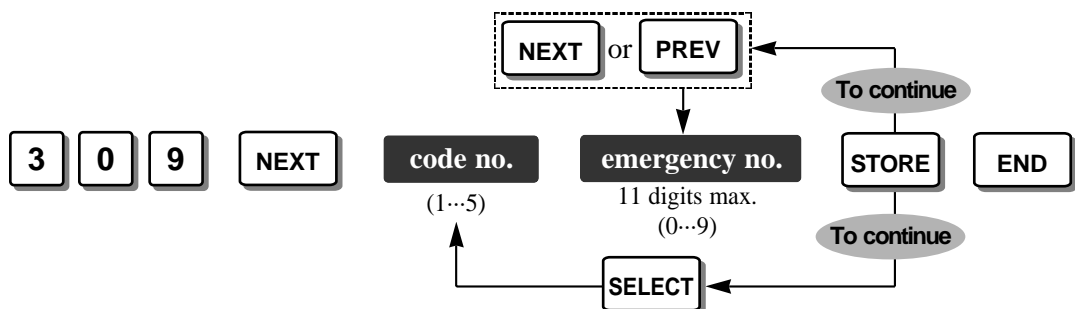 NEXT or PREV
To continue
3 0 9 NEXT code no. emergency no. STORE END
(1···5) 11 digits max.
(0···9)
To continue
SELECT